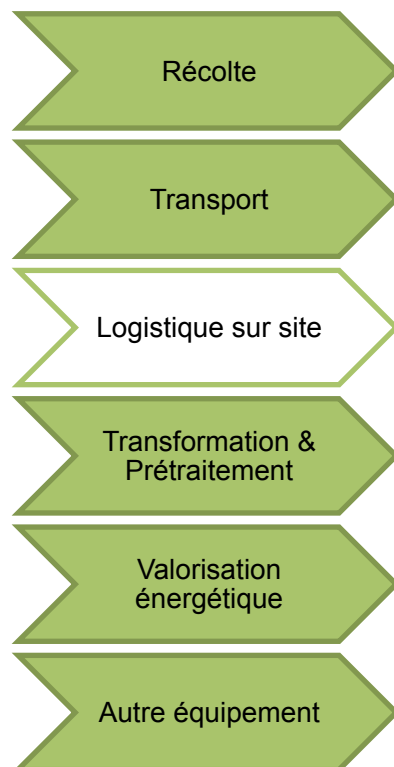 Récolte
Transport
Logistique sur site
Transformation &
Prétraitement
Valorisation
énergétique
Autre équipement